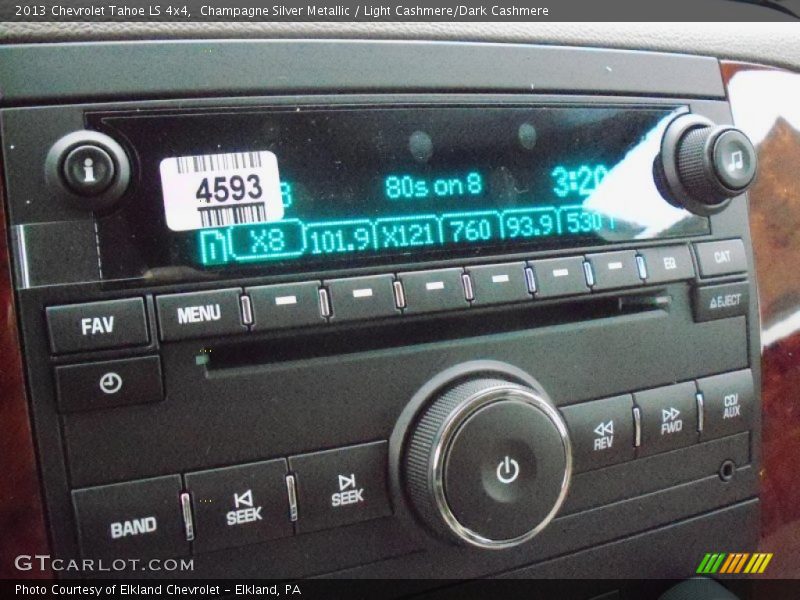 2013 Chevrolet Tahoe LS 4x4,  Champagne Silver Metallic / Light Cashmere/Dark Cashmere
i
4593
8
80s on 8
3:20
X8 101.9 X121 760 93.9 530
FAV
MENU
EQ
CAT
EJECT
REV
FWD
CD/
AUX
BAND
SEEK
SEEK
GTCARLOT.COM
Photo Courtesy of Elkland Chevrolet – Elkland, PA